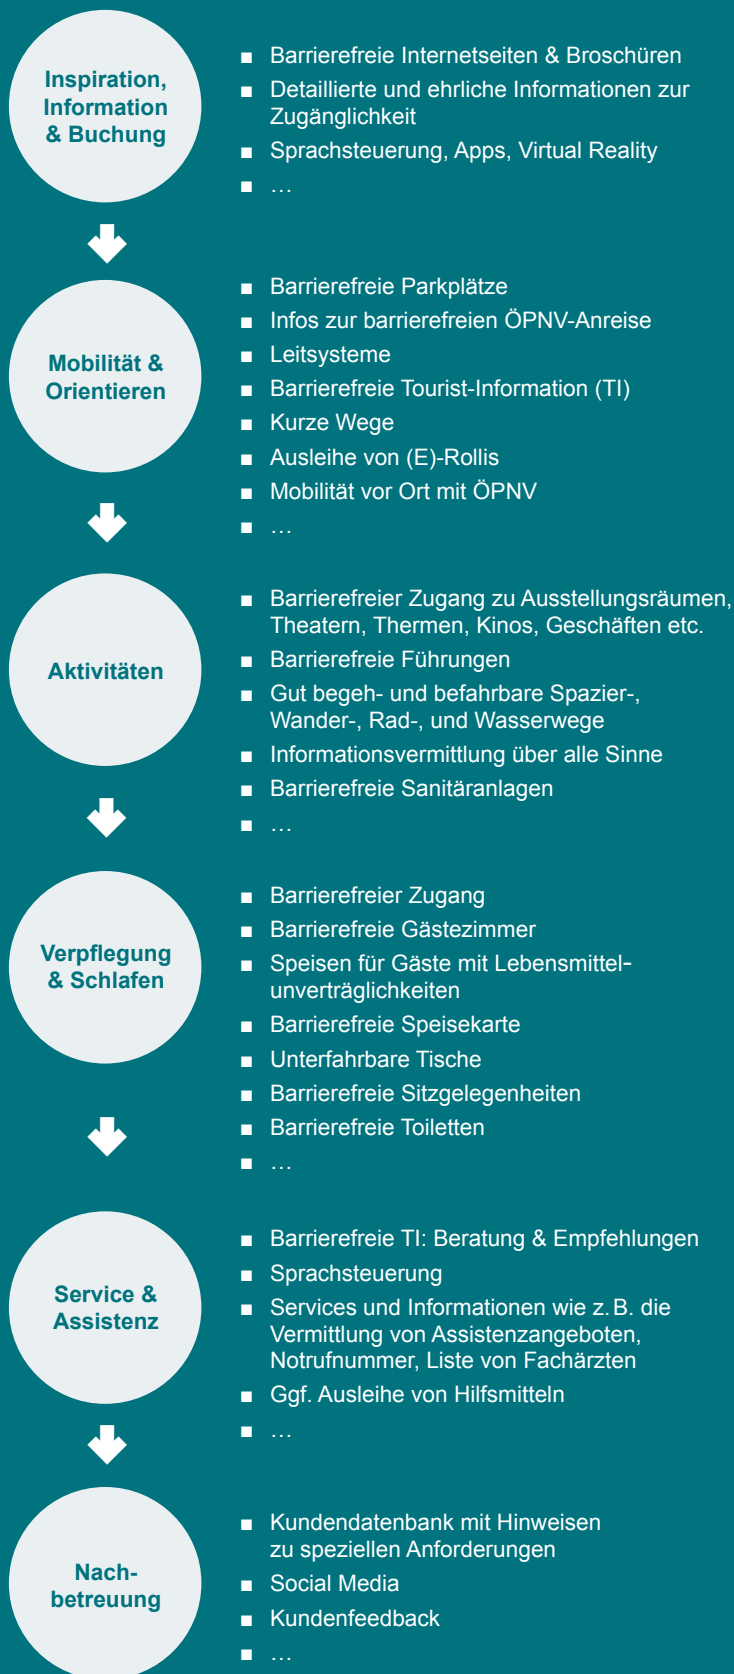 Inspiration,
Information
& Buchung
■ Barrierefreie Internetseiten & Broschüren
■ Detaillierte und ehrliche Informationen zur
Zugänglichkeit
■ Sprachsteuerung, Apps, Virtual Reality
■ …
Mobilität &
Orientieren
■ Barrierefreie Parkplätze
■ Infos zur barrierefreien ÖPNV-Anreise
■ Leitsysteme
■ Barrierefreie Tourist-Information (TI)
■ Kurze Wege
■ Ausleihe von (E)-Rollis
■ Mobilität vor Ort mit ÖPNV
■ …
Aktivitäten
■ Barrierefreier Zugang zu Ausstellungsräumen,
Theatern, Thermen, Kinos, Geschäften etc.
■ Barrierefreie Führungen
■ Gut begeh- und befahrbare Spazier-,
Wander-, Rad-, und Wasserwege
■ Informationsvermittlung über alle Sinne
■ Barrierefreie Sanitäranlagen
■ …
Verpflegung
& Schlafen
■ Barrierefreier Zugang
■ Barrierefreie Gästezimmer
■ Speisen für Gäste mit Lebensmittel-
unverträglichkeiten
■ Barrierefreie Speisekarte
■ Unterfahrbare Tische
■ Barrierefreie Sitzgelegenheiten
■ Barrierefreie Toiletten
■ …
Service &
Assistenz
■ Barrierefreie TI: Beratung & Empfehlungen
■ Sprachsteuerung
■ Services und Informationen wie z. B. die
Vermittlung von Assistenzangeboten,
Notrufnummer, Liste von Fachärzten
■ Ggf. Ausleihe von Hilfsmitteln
■ …
Nach-
betreuung
■ Kundendatenbank mit Hinweisen
zu speziellen Anforderungen
■ Social Media
■ Kundenfeedback
■ …